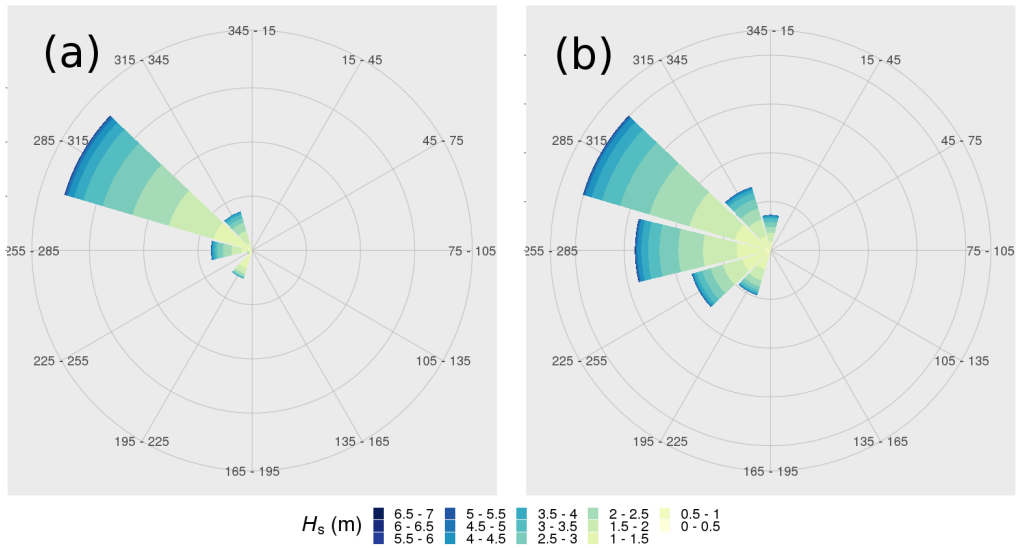 (a)
345 - 15
315 - 345
15 - 45
285 - 315
45 - 75
255 - 285
75 - 105
225 - 255
105 - 135
195 - 225
135 - 165
165 - 195
(b)
345 - 15
315 - 345
15 - 45
285 - 315
45 - 75
255 - 285
75 - 105
225 - 255
105 - 135
195 - 225
135 - 165
165 - 195
Hs (m)
6.5 - 7
6 - 6.5
5.5 - 6
5 - 5.5
4.5 - 5
4 - 4.5
3.5 - 4
3 - 3.5
2.5 - 3
2 - 2.5
1.5 - 2
1 - 1.5
0.5 - 1
0 - 0.5